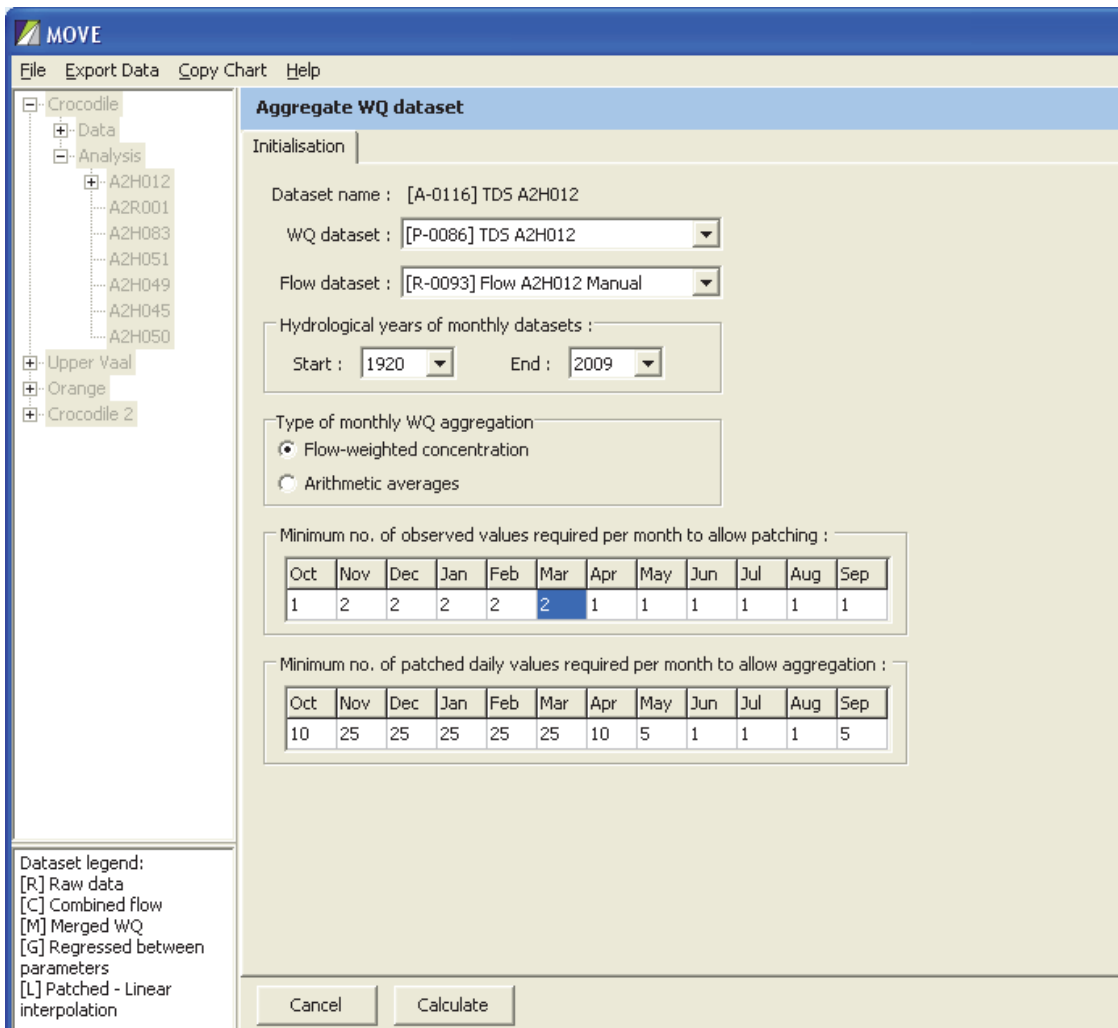 MOVE
File Export Data Copy Chart Help
Crocodile
Data
Analysis
A2H012
A2R001
A2H083
A2H051
A2H049
A2H045
A2H050
Upper Vaal
Orange
Crocodile 2
Dataset legend:
[R] Raw data
[C] Combined flow
[M] Merged WQ
[G] Regressed between
parameters
[L] Patched - Linear
interpolation
Aggregate WQ dataset
Initialisation
Dataset name : [A-0116] TDS A2H012
WQ dataset : [P-0086] TDS A2H012
Flow dataset : [R-0093] Flow A2H012 Manual
Hydrological years of monthly datasets :
Start : 1920 End : 2009
Type of monthly WQ aggregation
Flow-weighted concentration
Arithmetic averages
Minimum no. of observed values required per month to allow patching :
Oct Nov Dec Jan Feb Mar Apr May Jun Jul Aug Sep
1 2 2 2 2 2 1 1 1 1 1 1
Minimum no. of patched daily values required per month to allow aggregation :
Oct Nov Dec Jan Feb Mar Apr May Jun Jul Aug Sep
10 25 25 25 25 25 10 5 1 1 1 5
Cancel Calculate